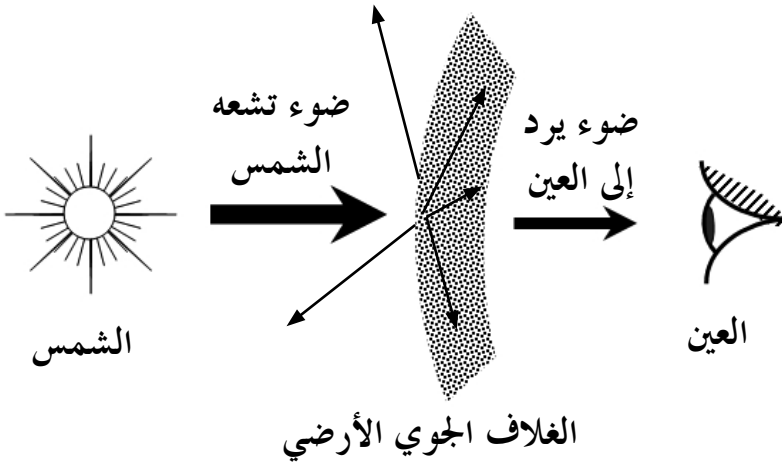 ضوء تشعه
الشمس
ضوء يرد
إلى العين
الشمس
العين
الغلاف الجوي الأرضي